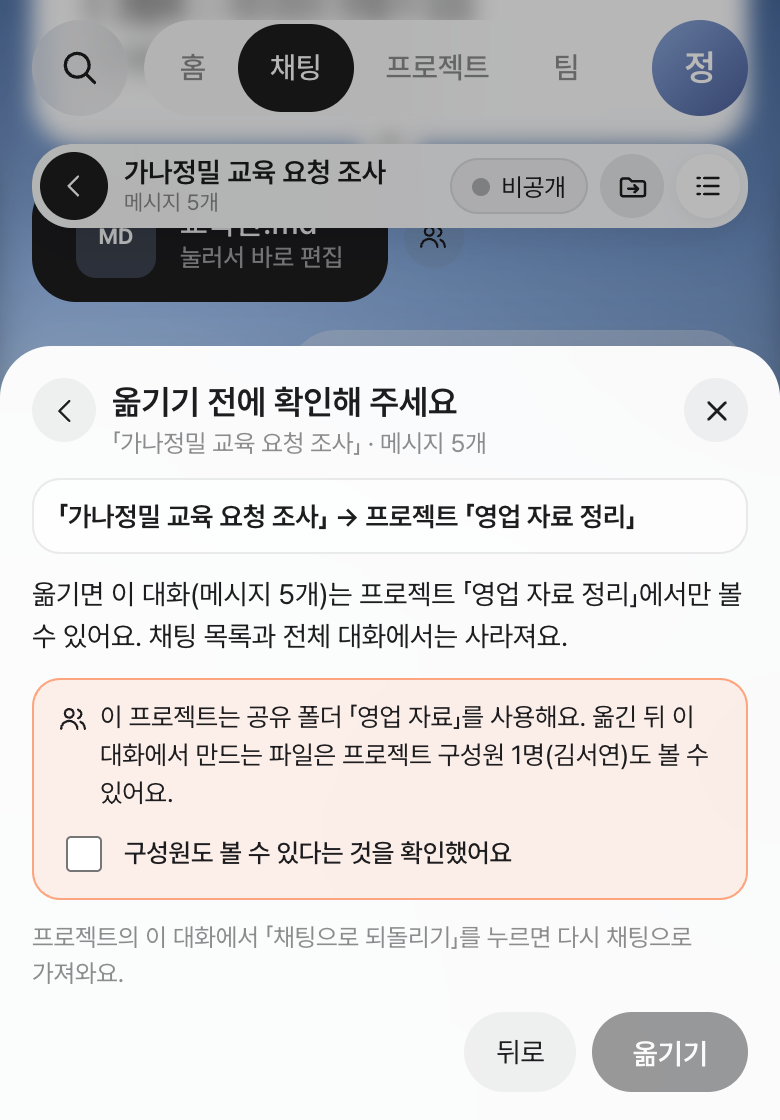 홈 채팅 프로젝트 팀 정
가나정밀 교육 요청 조사
메시지 5개
비공개
MD
눌러서 바로 편집
옮기기 전에 확인해 주세요
「가나정밀 교육 요청 조사」 · 메시지 5개
「가나정밀 교육 요청 조사」 → 프로젝트 「영업 자료 정리」
옮기면 이 대화(메시지 5개)는 프로젝트 「영업 자료 정리」에서만 볼
수 있어요. 채팅 목록과 전체 대화에서는 사라져요.
이 프로젝트는 공유 폴더 「영업 자료」를 사용해요. 옮긴 뒤 이
대화에서 만드는 파일은 프로젝트 구성원 1명(김서연)도 볼 수
있어요.
구성원도 볼 수 있다는 것을 확인했어요
프로젝트의 이 대화에서 「채팅으로 되돌리기」를 누르면 다시 채팅으로
가져와요.
뒤로 옮기기